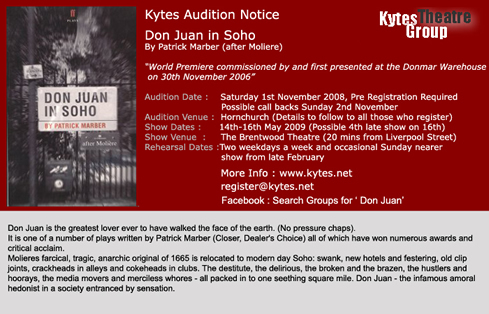 Kytes Audition Notice
Kytes Theatre
Group
Don Juan in Soho
By Patrick Marber (after Moliere)
"World Premiere commissioned by and first presented at the Donmar Warehouse
on 30th November 2006"
DON JUAN
IN SOHO
BY PATRICK MARBER
after Moliere
Audition Date : Saturday 1st November 2008, Pre Registration Required
Possible call backs Sunday 2nd November
Audition Venue : Hornchurch (Details to follow to all those who register)
Show Dates : 14th-16th May 2009 (Possible 4th late show on 16th)
Show Venue : The Brentwood Theatre (20 mins from Liverpool Street)
Rehearsal Dates :Two weekdays a week and occasional Sunday nearer
show from late February
More Info : www.kytes.net
register@kytes.net
Facebook : Search Groups for ‘ Don Juan’
Don Juan is the greatest lover ever to have walked the face of the earth. (No pressure chaps).
It is one of a number of plays written by Patrick Marber (Closer, Dealer's Choice) all of which have won numerous awards and
critical acclaim.
Molieres farcical, tragic, anarchic original of 1665 is relocated to modern day Soho: swank, new hotels and festering, old clip
joints, crackheads in alleys and cokeheads in clubs. The destitute, the delirious, the broken and the brazen, the hustlers and
hoorays, the media movers and merciless whores - all packed in to one seething square mile. Don Juan - the infamous amoral
hedonist in a society entranced by sensation.